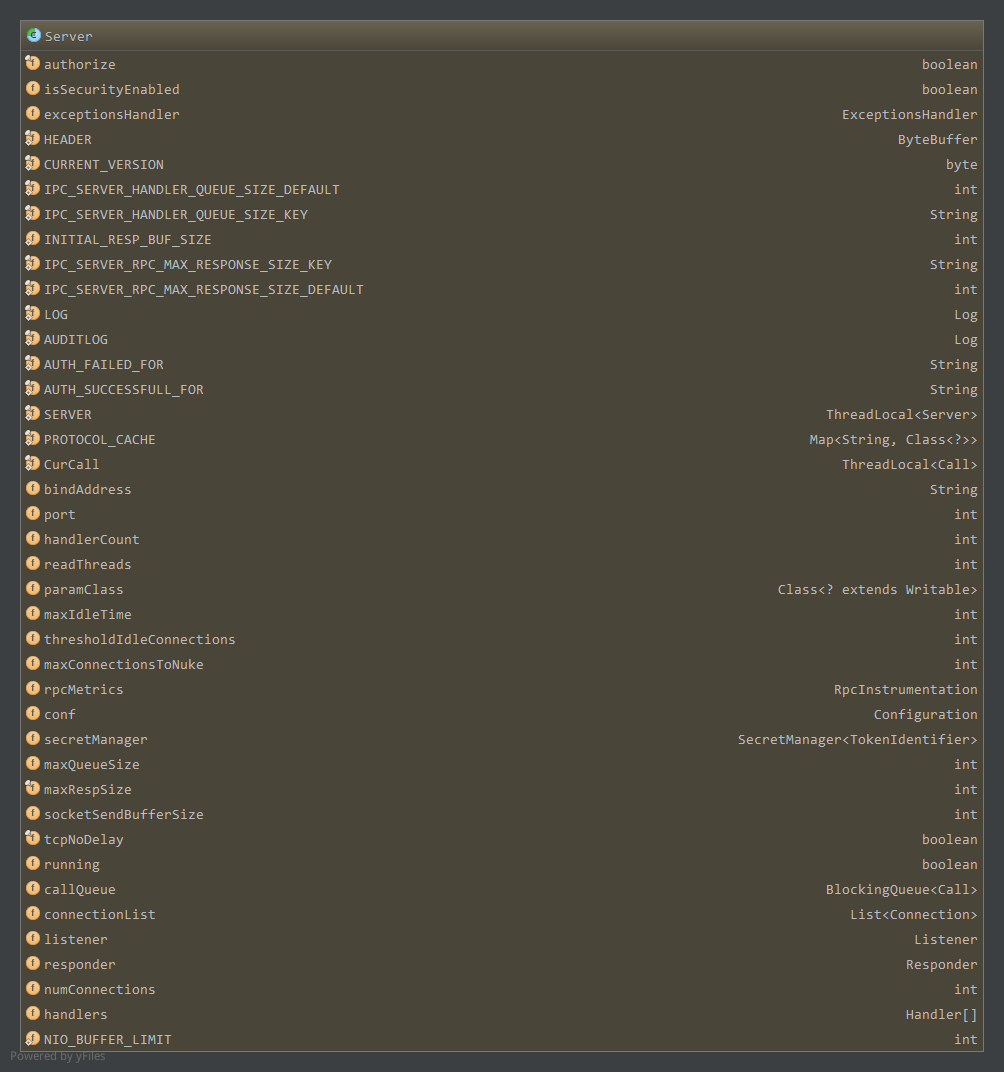 Server
authorize boolean
isSecurityEnabled boolean
exceptionsHandler ExceptionsHandler
HEADER ByteBuffer
CURRENT_VERSION byte
IPC_SERVER_HANDLER_QUEUE_SIZE_DEFAULT int
IPC_SERVER_HANDLER_QUEUE_SIZE_KEY String
INITIAL_RESP_BUF_SIZE int
IPC_SERVER_RPC_MAX_RESPONSE_SIZE_KEY String
IPC_SERVER_RPC_MAX_RESPONSE_SIZE_DEFAULT int
LOG Log
AUDITLOG Log
AUTH_FAILED_FOR String
AUTH_SUCCESSFULL_FOR String
SERVER ThreadLocal<Server>
PROTOCOL_CACHE Map<String, Class<?>>
CurCall ThreadLocal<Call>
bindAddress String
port int
handlerCount int
readThreads int
paramClass Class<? extends Writable>
maxIdleTime int
thresholdIdleConnections int
maxConnectionsToNuke int
rpcMetrics RpcInstrumentation
conf Configuration
secretManager SecretManager<TokenIdentifier>
maxQueueSize int
maxRespSize int
socketSendBufferSize int
tcpNoDelay boolean
running boolean
callQueue BlockingQueue<Call>
connectionList List<Connection>
listener Listener
responder Responder
numConnections int
handlers Handler[]
NIO_BUFFER_LIMIT int
Powered by yFiles